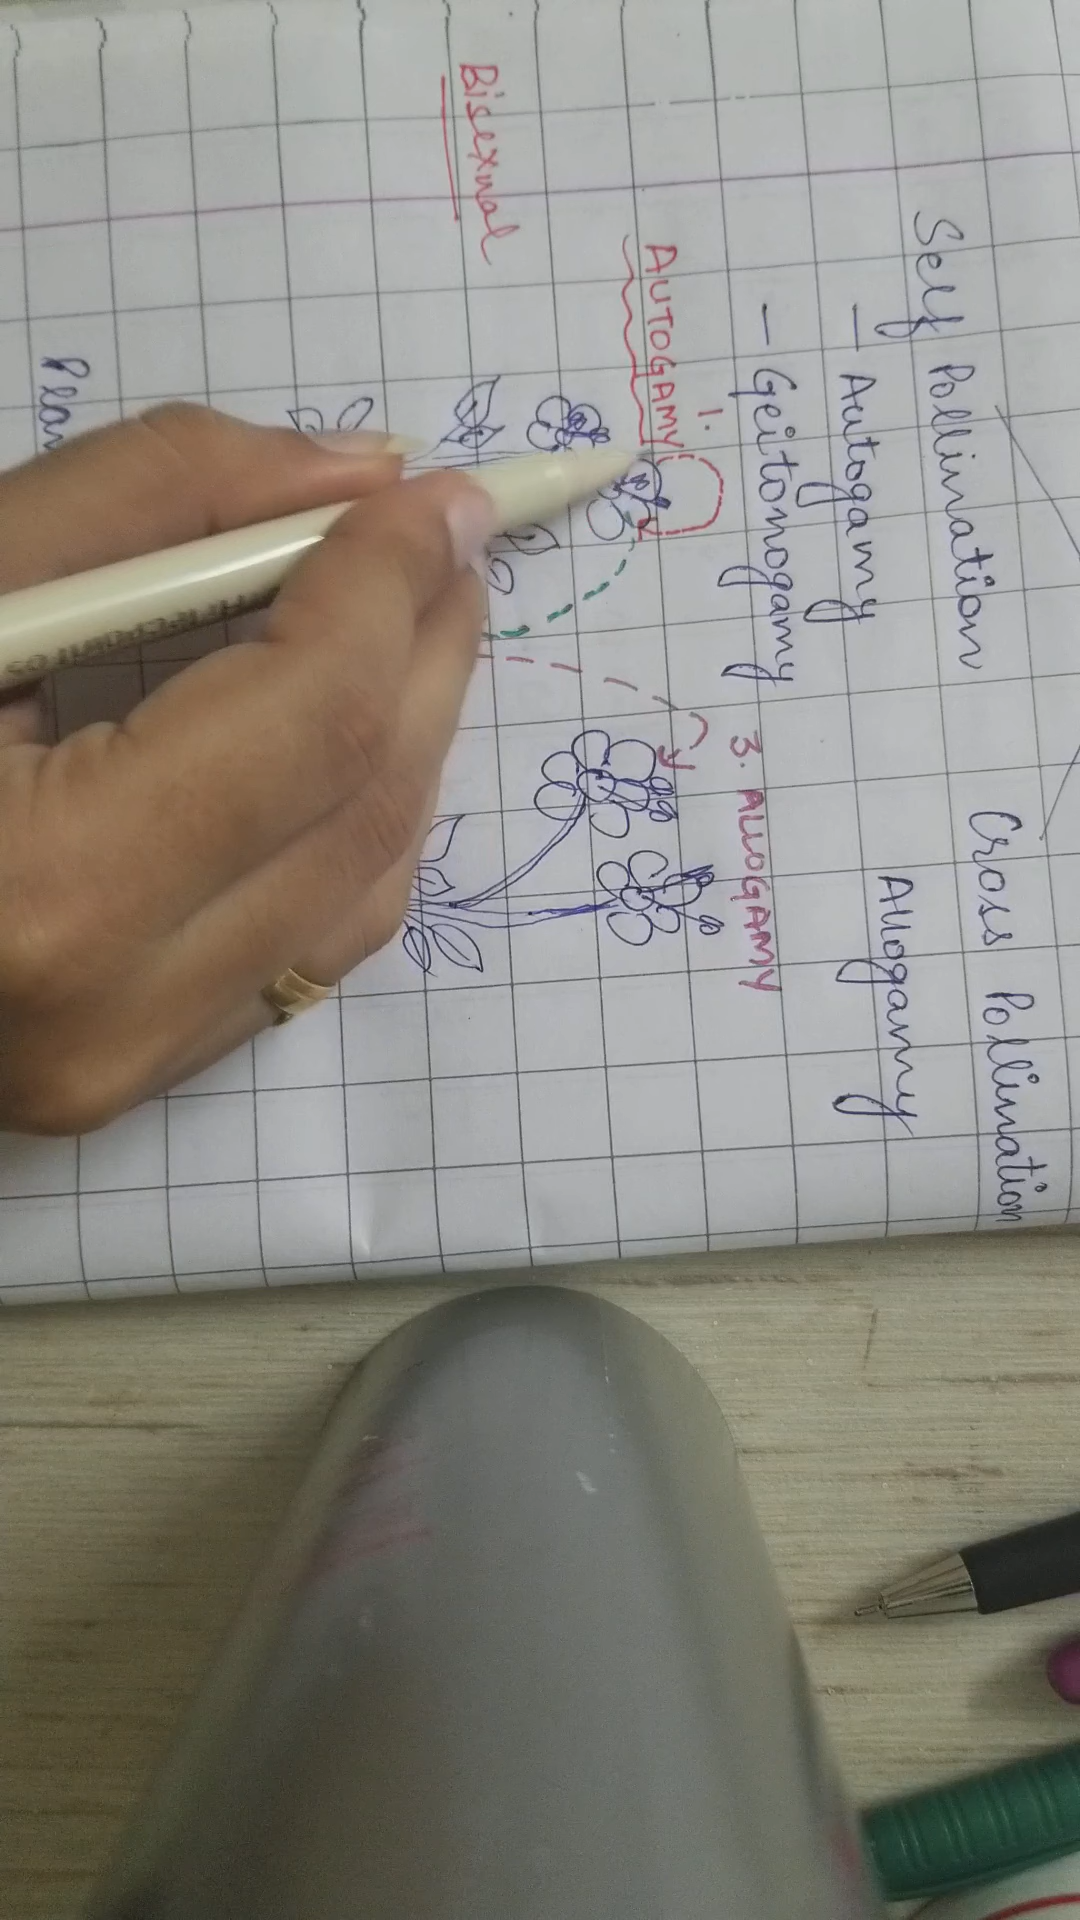 Self Pollination
Cross Pollination
– Autogamy
Allogamy
– Geitonogamy
1.
3. ALLOGAMY
AUTOGAMY
Bisexual